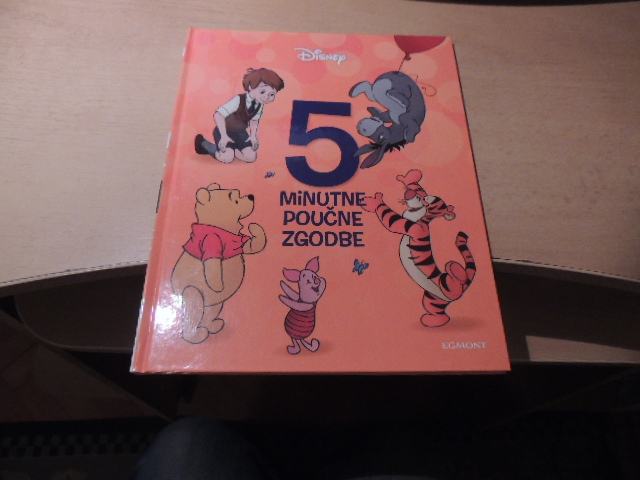 Disney
5
MINUTNE
POUČNE
ZGODBE
EGMONT